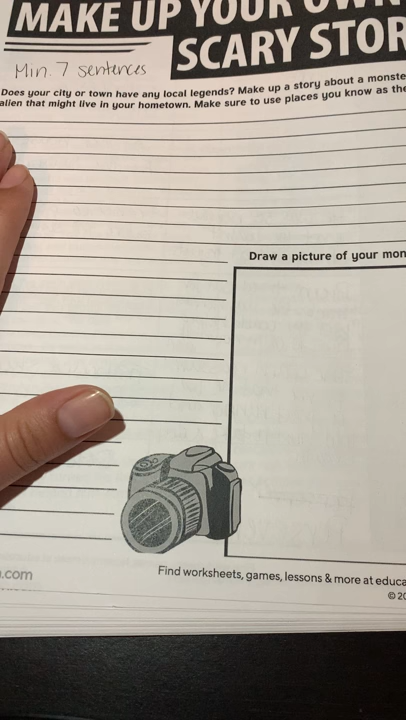 MAKE UP YOUR OWN
SCARY STOR
Min. 7 sentences
Does your city or town have any local legends? Make up a story about a monste
alien that might live in your hometown. Make sure to use places you know as the
Draw a picture of your mon
.com
Find worksheets, games, lessons & more at educa
© 20